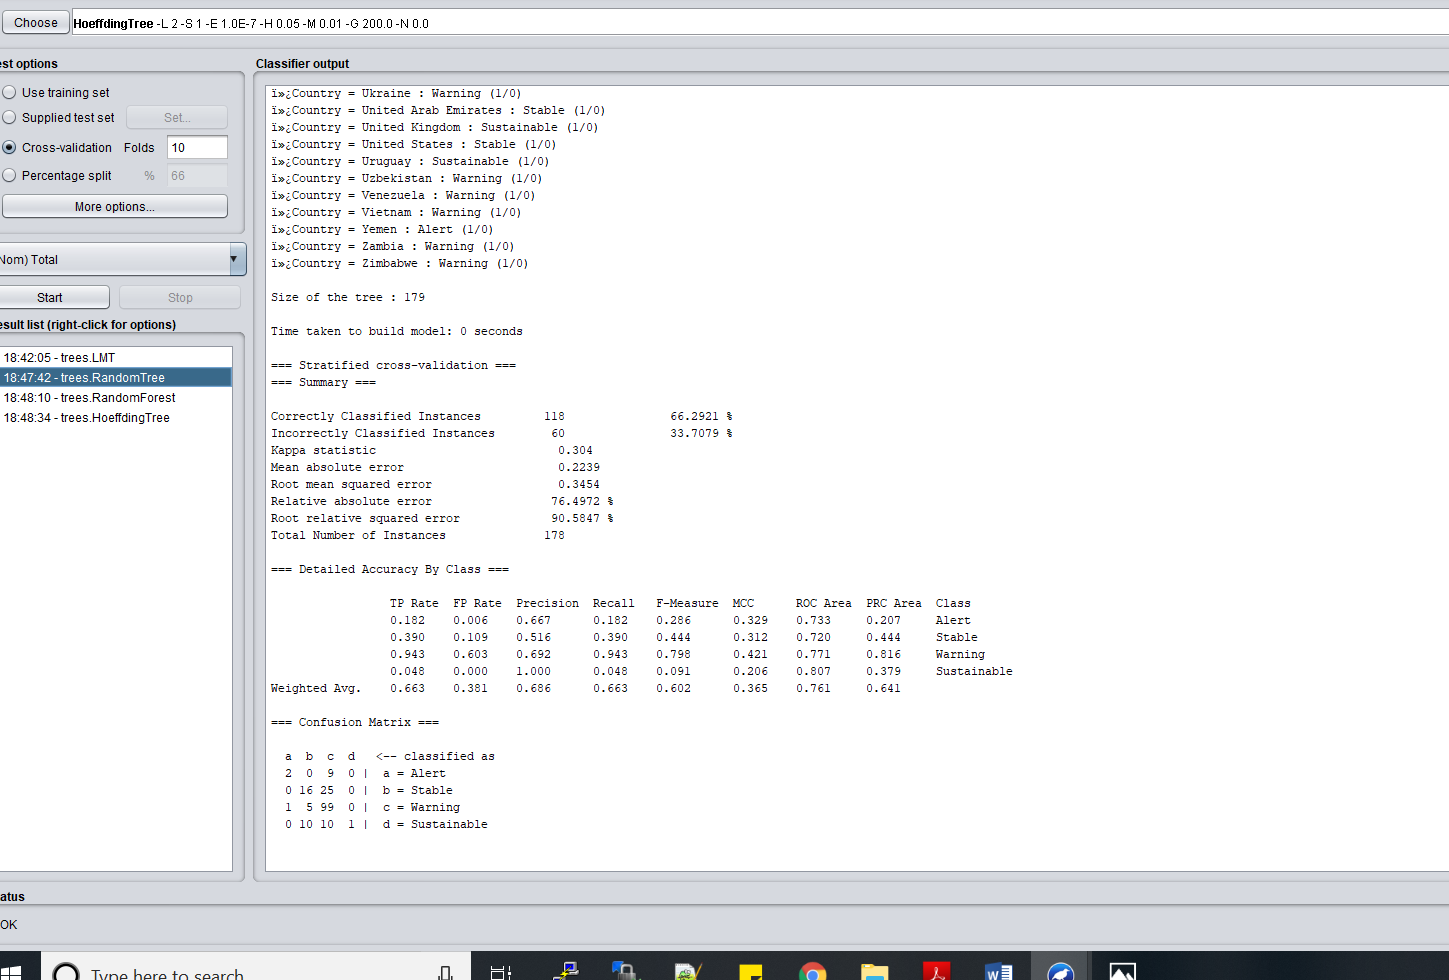 Choose HoeffdingTree -L 2 -S 1 -E 1.0E-7 -H 0.05 -M 0.01 -G 200.0 -N 0.0
est options
Use training set
Supplied test set Set...
Cross-validation Folds 10
Percentage split % 66
More options...
Nom) Total
Start Stop
esult list (right-click for options)
18:42:05 - trees.LMT
18:47:42 - trees.RandomTree
18:48:10 - trees.RandomForest
18:48:34 - trees.HoeffdingTree
Classifier output
ï»¿Country = Ukraine : Warning (1/0)
ï»¿Country = United Arab Emirates : Stable (1/0)
ï»¿Country = United Kingdom : Sustainable (1/0)
ï»¿Country = United States : Stable (1/0)
ï»¿Country = Uruguay : Sustainable (1/0)
ï»¿Country = Uzbekistan : Warning (1/0)
ï»¿Country = Venezuela : Warning (1/0)
ï»¿Country = Vietnam : Warning (1/0)
ï»¿Country = Yemen : Alert (1/0)
ï»¿Country = Zambia : Warning (1/0)
ï»¿Country = Zimbabwe : Warning (1/0)
Size of the tree : 179
Time taken to build model: 0 seconds
=== Stratified cross-validation ===
=== Summary ===
Correctly Classified Instances 118 66.2921 %
Incorrectly Classified Instances 60 33.7079 %
Kappa statistic 0.304
Mean absolute error 0.2239
Root mean squared error 0.3454
Relative absolute error 76.4972 %
Root relative squared error 90.5847 %
Total Number of Instances 178
=== Detailed Accuracy By Class ===
TP Rate FP Rate Precision Recall F-Measure MCC ROC Area PRC Area Class
0.182 0.006 0.667 0.182 0.286 0.329 0.733 0.207 Alert
0.390 0.109 0.516 0.390 0.444 0.312 0.720 0.444 Stable
0.943 0.603 0.692 0.943 0.798 0.421 0.771 0.816 Warning
0.048 0.000 1.000 0.048 0.091 0.206 0.807 0.379 Sustainable
Weighted Avg. 0.663 0.381 0.686 0.663 0.602 0.365 0.761 0.641
=== Confusion Matrix ===
a b c d <-- classified as
2 0 9 0 | a = Alert
0 16 25 0 | b = Stable
1 5 99 0 | c = Warning
0 10 10 1 | d = Sustainable
atus
OK
Type here to search